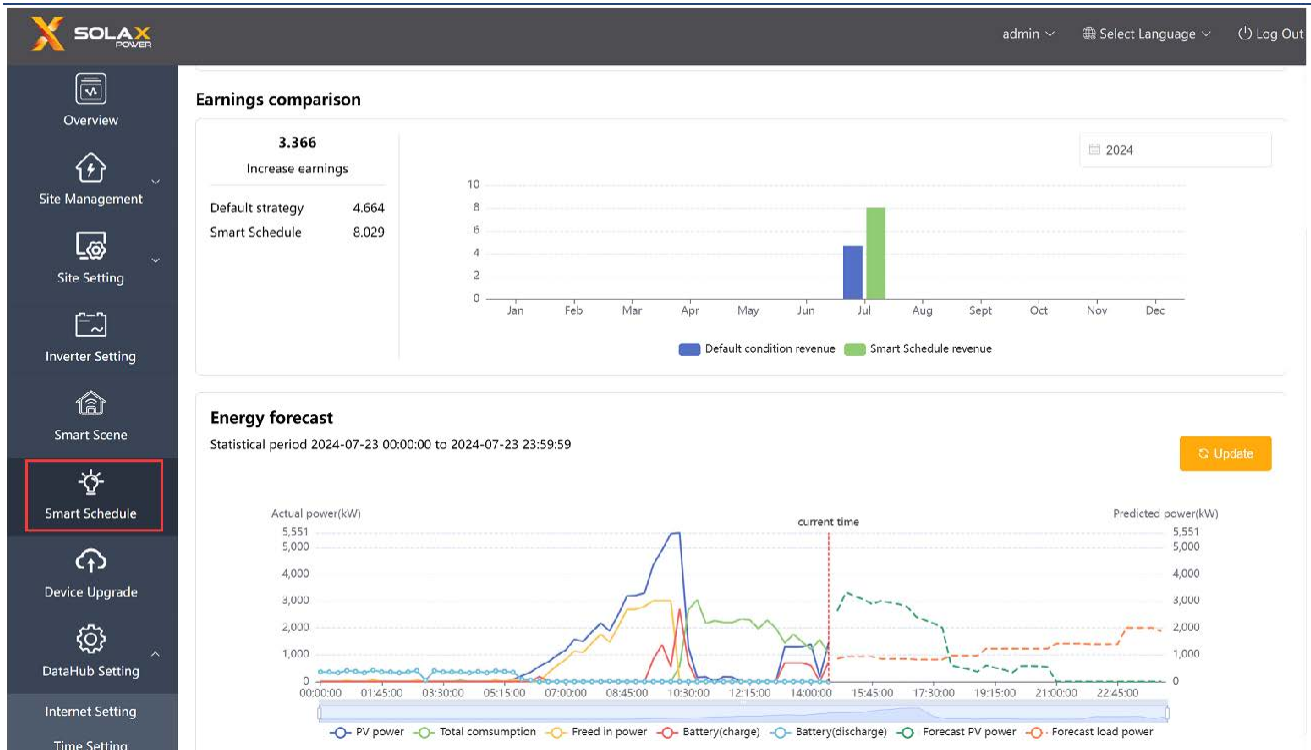 SOLAX
POWER
admin
Select Language
Log Out
Overview
Site Management
Site Setting
Inverter Setting
Smart Scene
Smart Schedule
Device Upgrade
DataHub Setting
Internet Setting
Time Setting
Earnings comparison
3.366
Increase earnings
Default strategy 4.664
Smart Schedule 8.029
2024
10
8
6
4
2
0
Jan Feb Mar Apr May Jun Jul Aug Sept Oct Nov Dec
Default condition revenue Smart Schedule revenue
Energy forecast
Statistical period 2024-07-23 00:00:00 to 2024-07-23 23:59:59
Update
Actual power(kW) current time Predicted power(kW)
5,551 5,551
5,000 5,000
4,000 4,000
3,000 3,000
2,000 2,000
1,000 1,000
0 0
00:00:00 01:45:00 03:30:00 05:15:00 07:00:00 08:45:00 10:30:00 12:15:00 14:00:00 15:45:00 17:30:00 19:15:00 21:00:00 22:45:00
PV power Total comsumption Freed in power Battery(charge) Battery(discharge) Forecast PV power Forecast load power